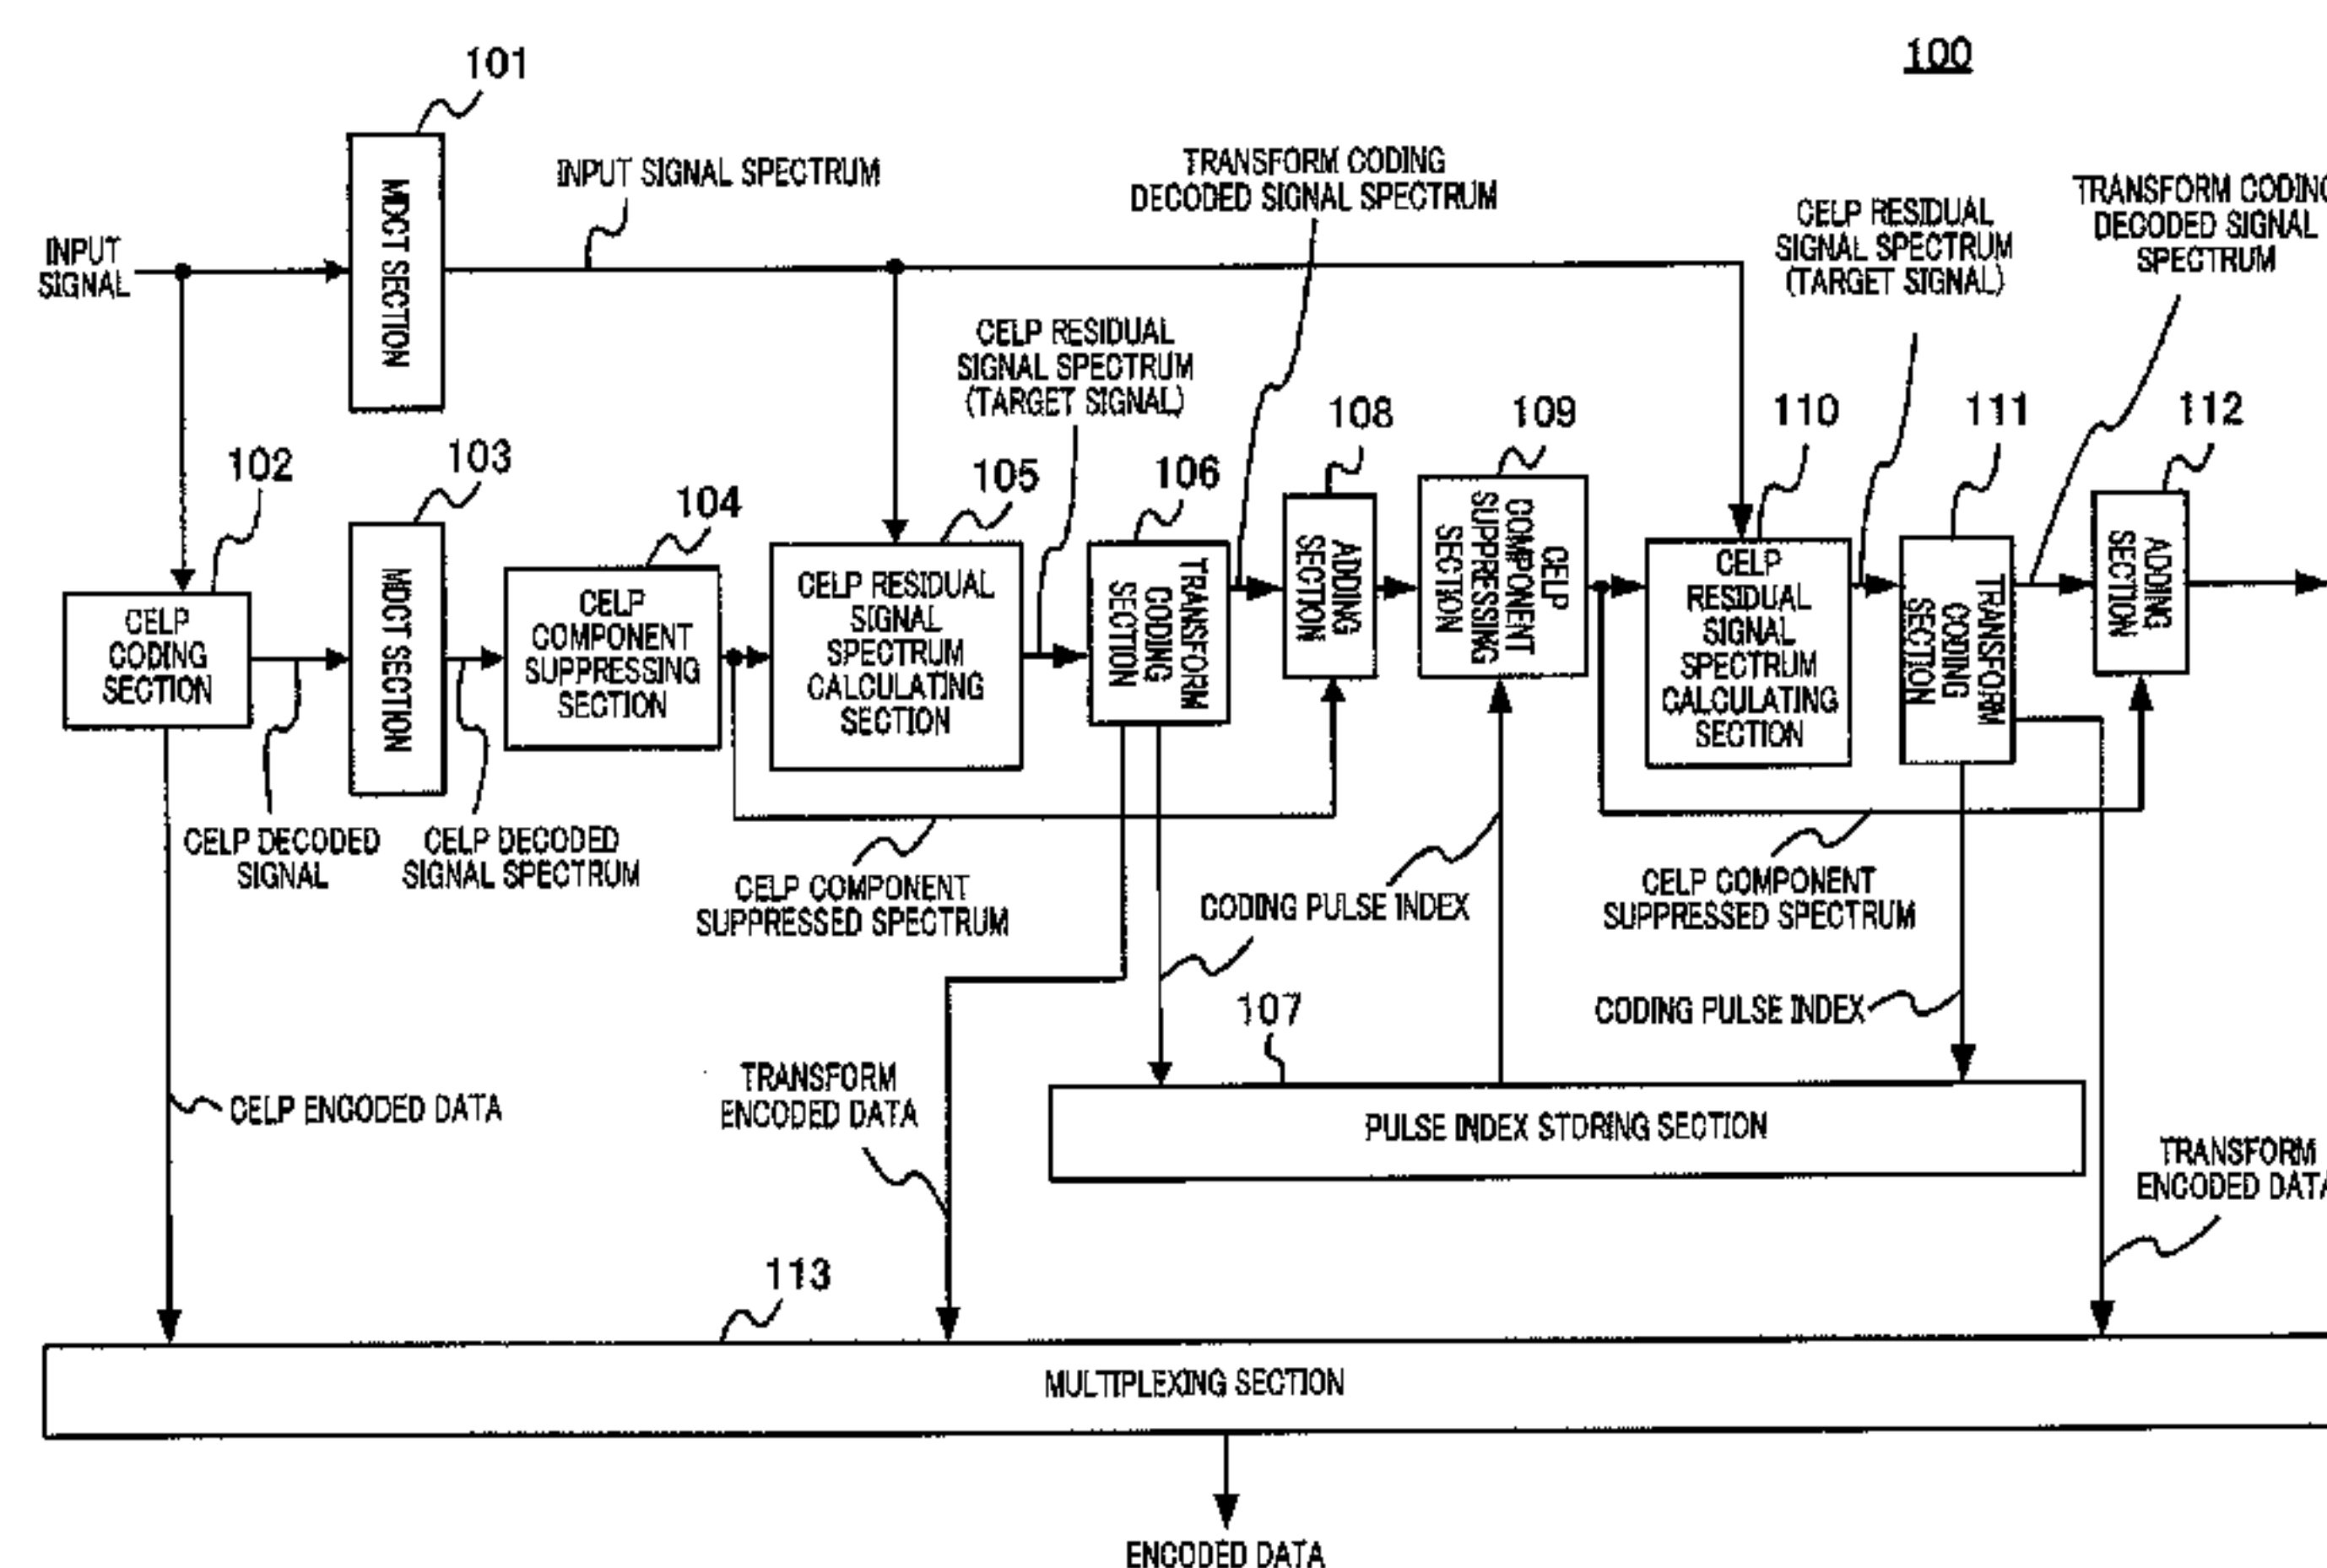 100
101
MDCT SECTION
INPUT SIGNAL SPECTRUM
TRANSFORM CODING
DECODED SIGNAL SPECTRUM
CELP RESIDUAL
SIGNAL SPECTRUM
(TARGET SIGNAL)
TRANSFORM CODING
DECODED SIGNAL
SPECTRUM
INPUT
SIGNAL
CELP RESIDUAL
SIGNAL SPECTRUM
(TARGET SIGNAL)
102
CELP
CODING
SECTION
103
MDCT SECTION
104
CELP
COMPONENT
SUPPRESSING
SECTION
105
CELP RESIDUAL
SIGNAL
SPECTRUM
CALCULATING
SECTION
106
TRANSFORM
CODING
SECTION
108
ADDING
SECTION
109
CELP
COMPONENT
SUPPRESSING
SECTION
110
CELP
RESIDUAL
SIGNAL
SPECTRUM
CALCULATING
SECTION
111
TRANSFORM
CODING
SECTION
112
ADDING
SECTION
CELP DECODED
SIGNAL
CELP DECODED
SIGNAL SPECTRUM
CELP COMPONENT
SUPPRESSED SPECTRUM
CODING PULSE INDEX
CELP COMPONENT
SUPPRESSED SPECTRUM
CODING PULSE INDEX
107
PULSE INDEX STORING SECTION
CELP ENCODED DATA
TRANSFORM
ENCODED DATA
TRANSFORM
ENCODED DATA
113
MULTIPLEXING SECTION
ENCODED DATA